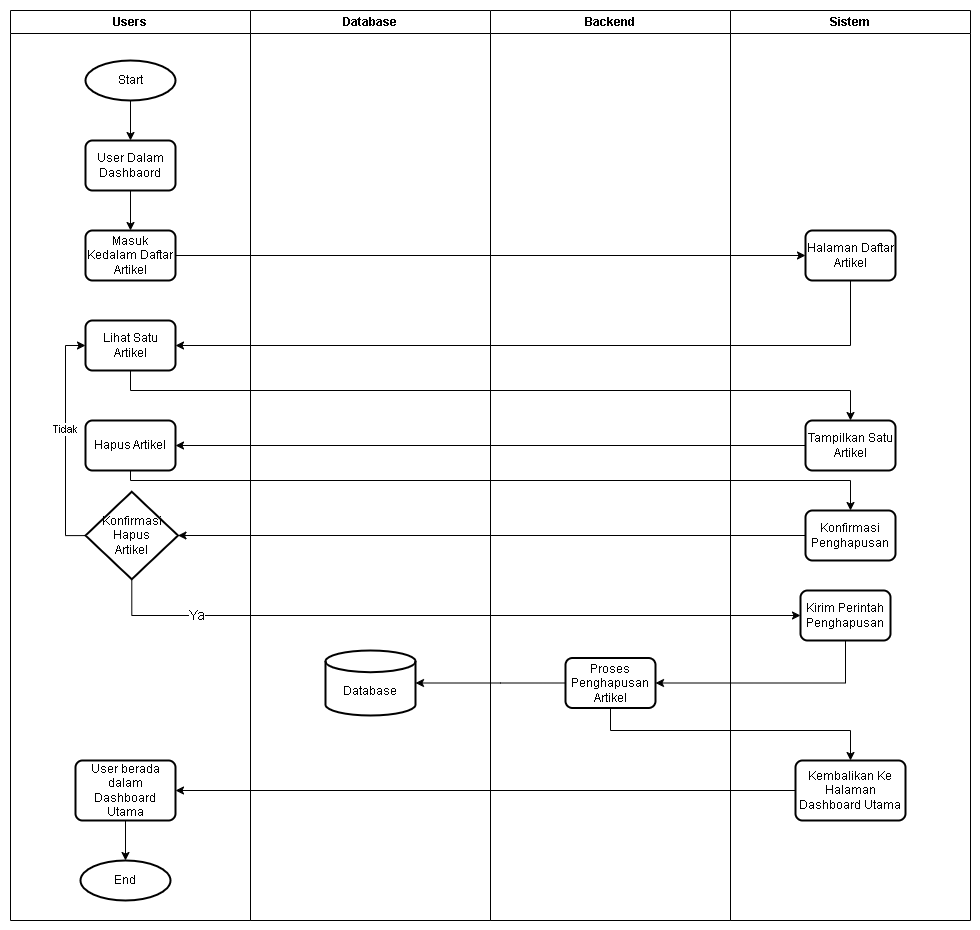 Users
Database
Backend
Sistem
Start
User Dalam
Dashbaord
Masuk
Kedalam Daftar
Artikel
Halaman Daftar
Artikel
Lihat Satu
Artikel
Tidak
Hapus Artikel
Tampilkan Satu
Artikel
Konfirmasi
Hapus
Artikel
Konfirmasi
Penghapusan
Ya
Kirim Perintah
Penghapusan
Database
Proses
Penghapusan
Artikel
User berada
dalam
Dashboard
Utama
Kembalikan Ke
Halaman
Dashboard Utama
End